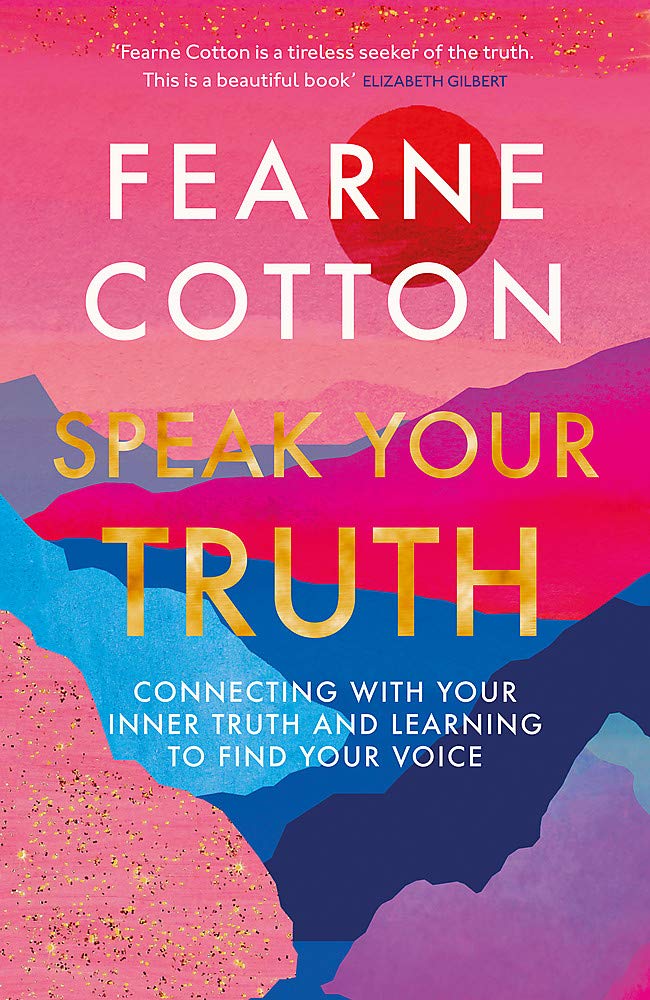 ‘Fearne Cotton is a tireless seeker of the truth.
This is a beautiful book’ ELIZABETH GILBERT
FEARNE
COTTON
SPEAK YOUR
TRUTH
CONNECTING WITH YOUR
INNER TRUTH AND LEARNING
TO FIND YOUR VOICE